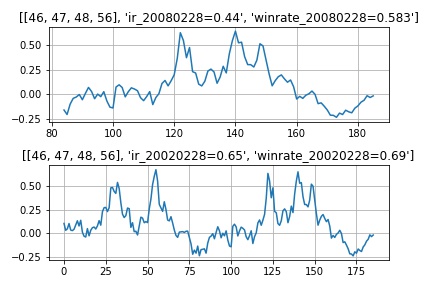 [[46, 47, 48, 56], 'ir_20080228=0.44', 'winrate_20080228=0.583']
0.50
0.25
0.00
−0.25
80 100 120 140 160 180
[[46, 47, 48, 56], 'ir_20020228=0.65', 'winrate_20020228=0.69']
0.50
0.25
0.00
−0.25
0 25 50 75 100 125 150 175